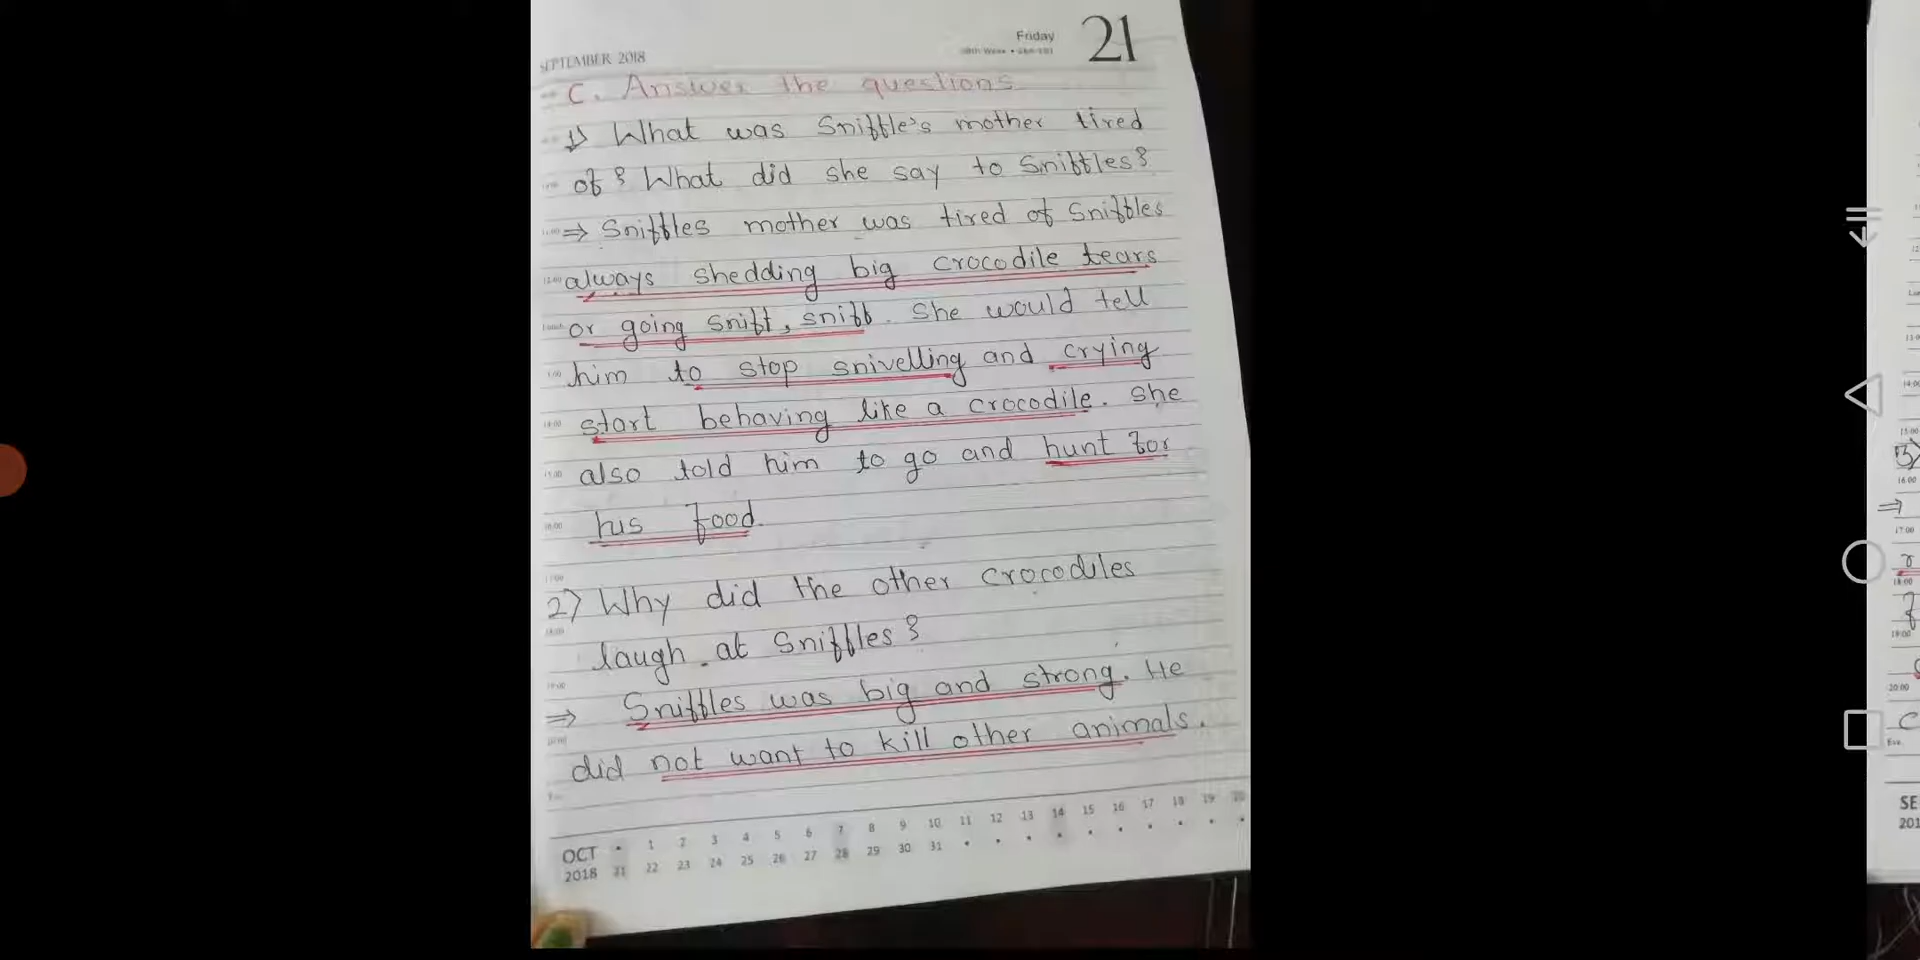 SEPTEMBER 2018
Friday
21
C. Answer the questions
1) What was Sniffle's mother tired
of? What did she say to Sniffles?
⇒ Sniffles mother was tired of Sniffles
always shedding big crocodile tears
or going sniff, sniff. She would tell
him to stop snivelling and crying
start behaving like a crocodile. She
also told him to go and hunt for
his food.
2) Why did the other crocodiles
laugh at Sniffles?
⇒ Sniffles was big and strong. He
did not want to kill other animals.
OCT 1 2 3 4 5 6 7 8 9 10 11 12 13 14 15 16 17 18 19 20
2018 21 22 23 24 25 26 27 28 29 30 31